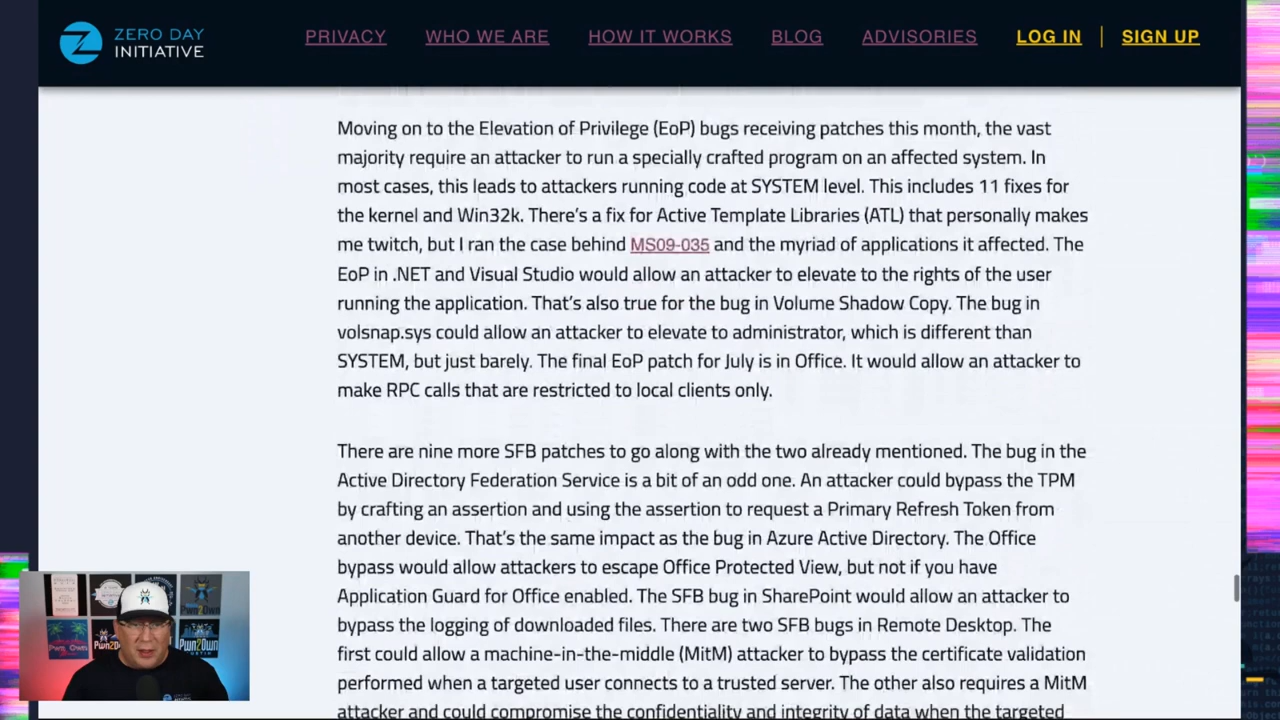 ZERO DAY
INITIATIVE
PRIVACY WHO WE ARE HOW IT WORKS BLOG ADVISORIES LOG IN | SIGN UP
Moving on to the Elevation of Privilege (EoP) bugs receiving patches this month, the vast
majority require an attacker to run a specially crafted program on an affected system. In
most cases, this leads to attackers running code at SYSTEM level. This includes 11 fixes for
the kernel and Win32k. There's a fix for Active Template Libraries (ATL) that personally makes
me twitch, but I ran the case behind MS09-035 and the myriad of applications it affected. The
EoP in .NET and Visual Studio would allow an attacker to elevate to the rights of the user
running the application. That's also true for the bug in Volume Shadow Copy. The bug in
volsnap.sys could allow an attacker to elevate to administrator, which is different than
SYSTEM, but just barely. The final EoP patch for July is in Office. It would allow an attacker to
make RPC calls that are restricted to local clients only.
There are nine more SFB patches to go along with the two already mentioned. The bug in the
Active Directory Federation Service is a bit of an odd one. An attacker could bypass the TPM
by crafting an assertion and using the assertion to request a Primary Refresh Token from
another device. That's the same impact as the bug in Azure Active Directory. The Office
bypass would allow attackers to escape Office Protected View, but not if you have
Application Guard for Office enabled. The SFB bug in SharePoint would allow an attacker to
bypass the logging of downloaded files. There are two SFB bugs in Remote Desktop. The
first could allow a machine-in-the-middle (MitM) attacker to bypass the certificate validation
performed when a targeted user connects to a trusted server. The other also requires a MitM
attacker and could compromise the confidentiality and integrity of data when the targeted
Pwn2Own